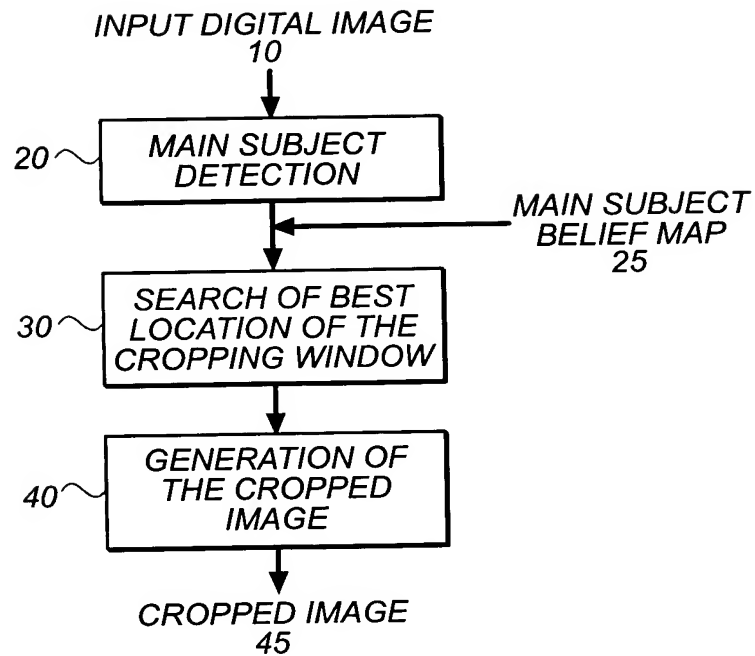 INPUT DIGITAL IMAGE
10
20
MAIN SUBJECT
DETECTION
MAIN SUBJECT
BELIEF MAP
25
30
SEARCH OF BEST
LOCATION OF THE
CROPPING WINDOW
40
GENERATION OF
THE CROPPED
IMAGE
CROPPED IMAGE
45